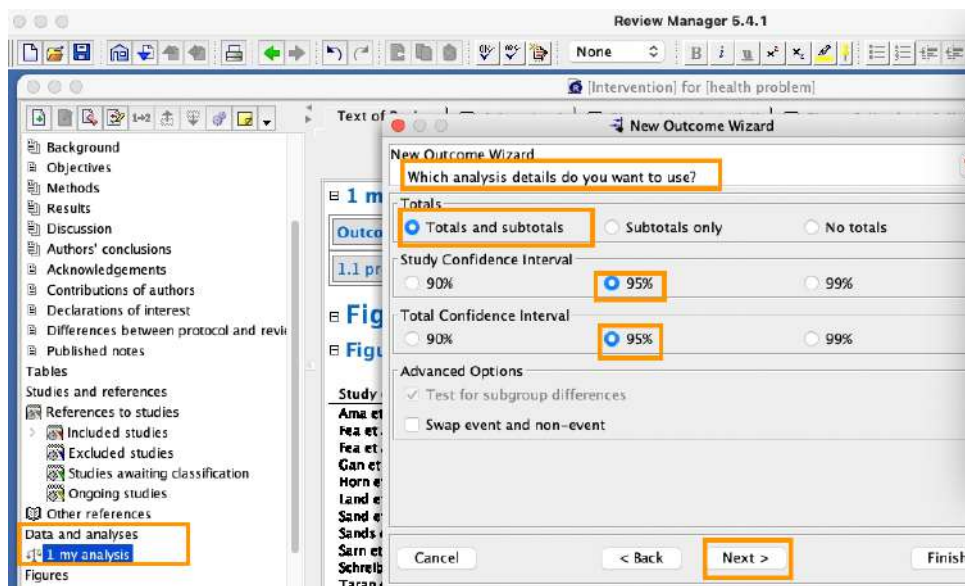 Review Manager 5.4.1
None
B i u x² x₂
[Intervention] for [health problem]
1→2
Text of
New Outcome Wizard
New Outcome Wizard
Which analysis details do you want to use?
Totals
Totals and subtotals Subtotals only No totals
Study Confidence Interval
90% 95% 99%
Total Confidence Interval
90% 95% 99%
Advanced Options
Test for subgroup differences
Swap event and non-event
Cancel < Back Next > Finish
Background
Objectives
Methods
Results
Discussion
Authors' conclusions
Acknowledgements
Contributions of authors
Declarations of interest
Differences between protocol and revie
Published notes
Tables
Studies and references
References to studies
Included studies
Excluded studies
Studies awaiting classification
Ongoing studies
Other references
Data and analyses
1 my analysis
Figures
1 m
Outco
1.1 pr
Fig
Figu
Study
Ama et
Fea et
Fea et
Gan et
Horn e
Land e
Sand e
Sands
Sarn et
Schreib
Taran